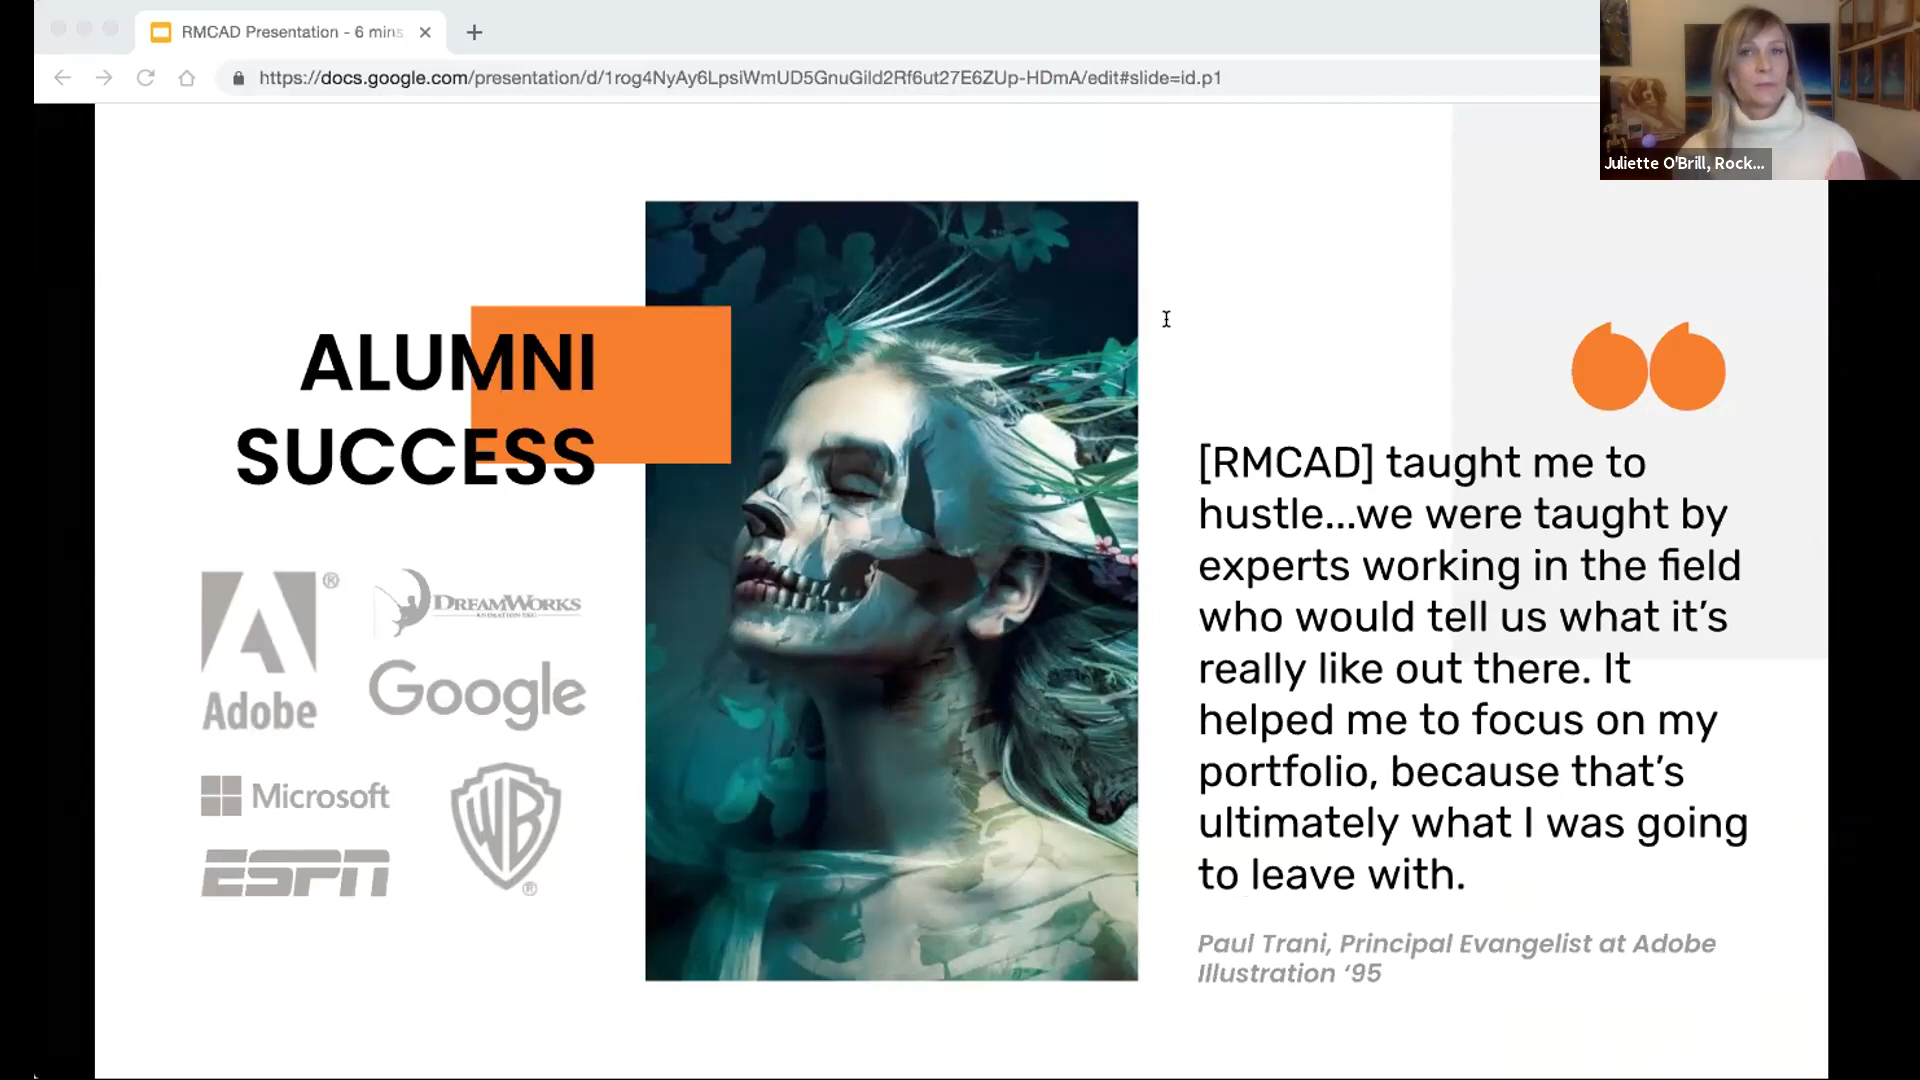 RMCAD Presentation - 6 mins
https://docs.google.com/presentation/d/1rog4NyAy6LpsiWmUD5GnuGild2Rf6ut27E6ZUp-HDmA/edit#slide=id.p1
Juliette O'Brill, Rock...
ALUMNI
SUCCESS
Adobe
®
DREAMWORKS
ANIMATION SKG
Google
Microsoft
WB
®
ESPN
[RMCAD] taught me to
hustle...we were taught by
experts working in the field
who would tell us what it's
really like out there. It
helped me to focus on my
portfolio, because that's
ultimately what I was going
to leave with.
Paul Trani, Principal Evangelist at Adobe
Illustration ‘95